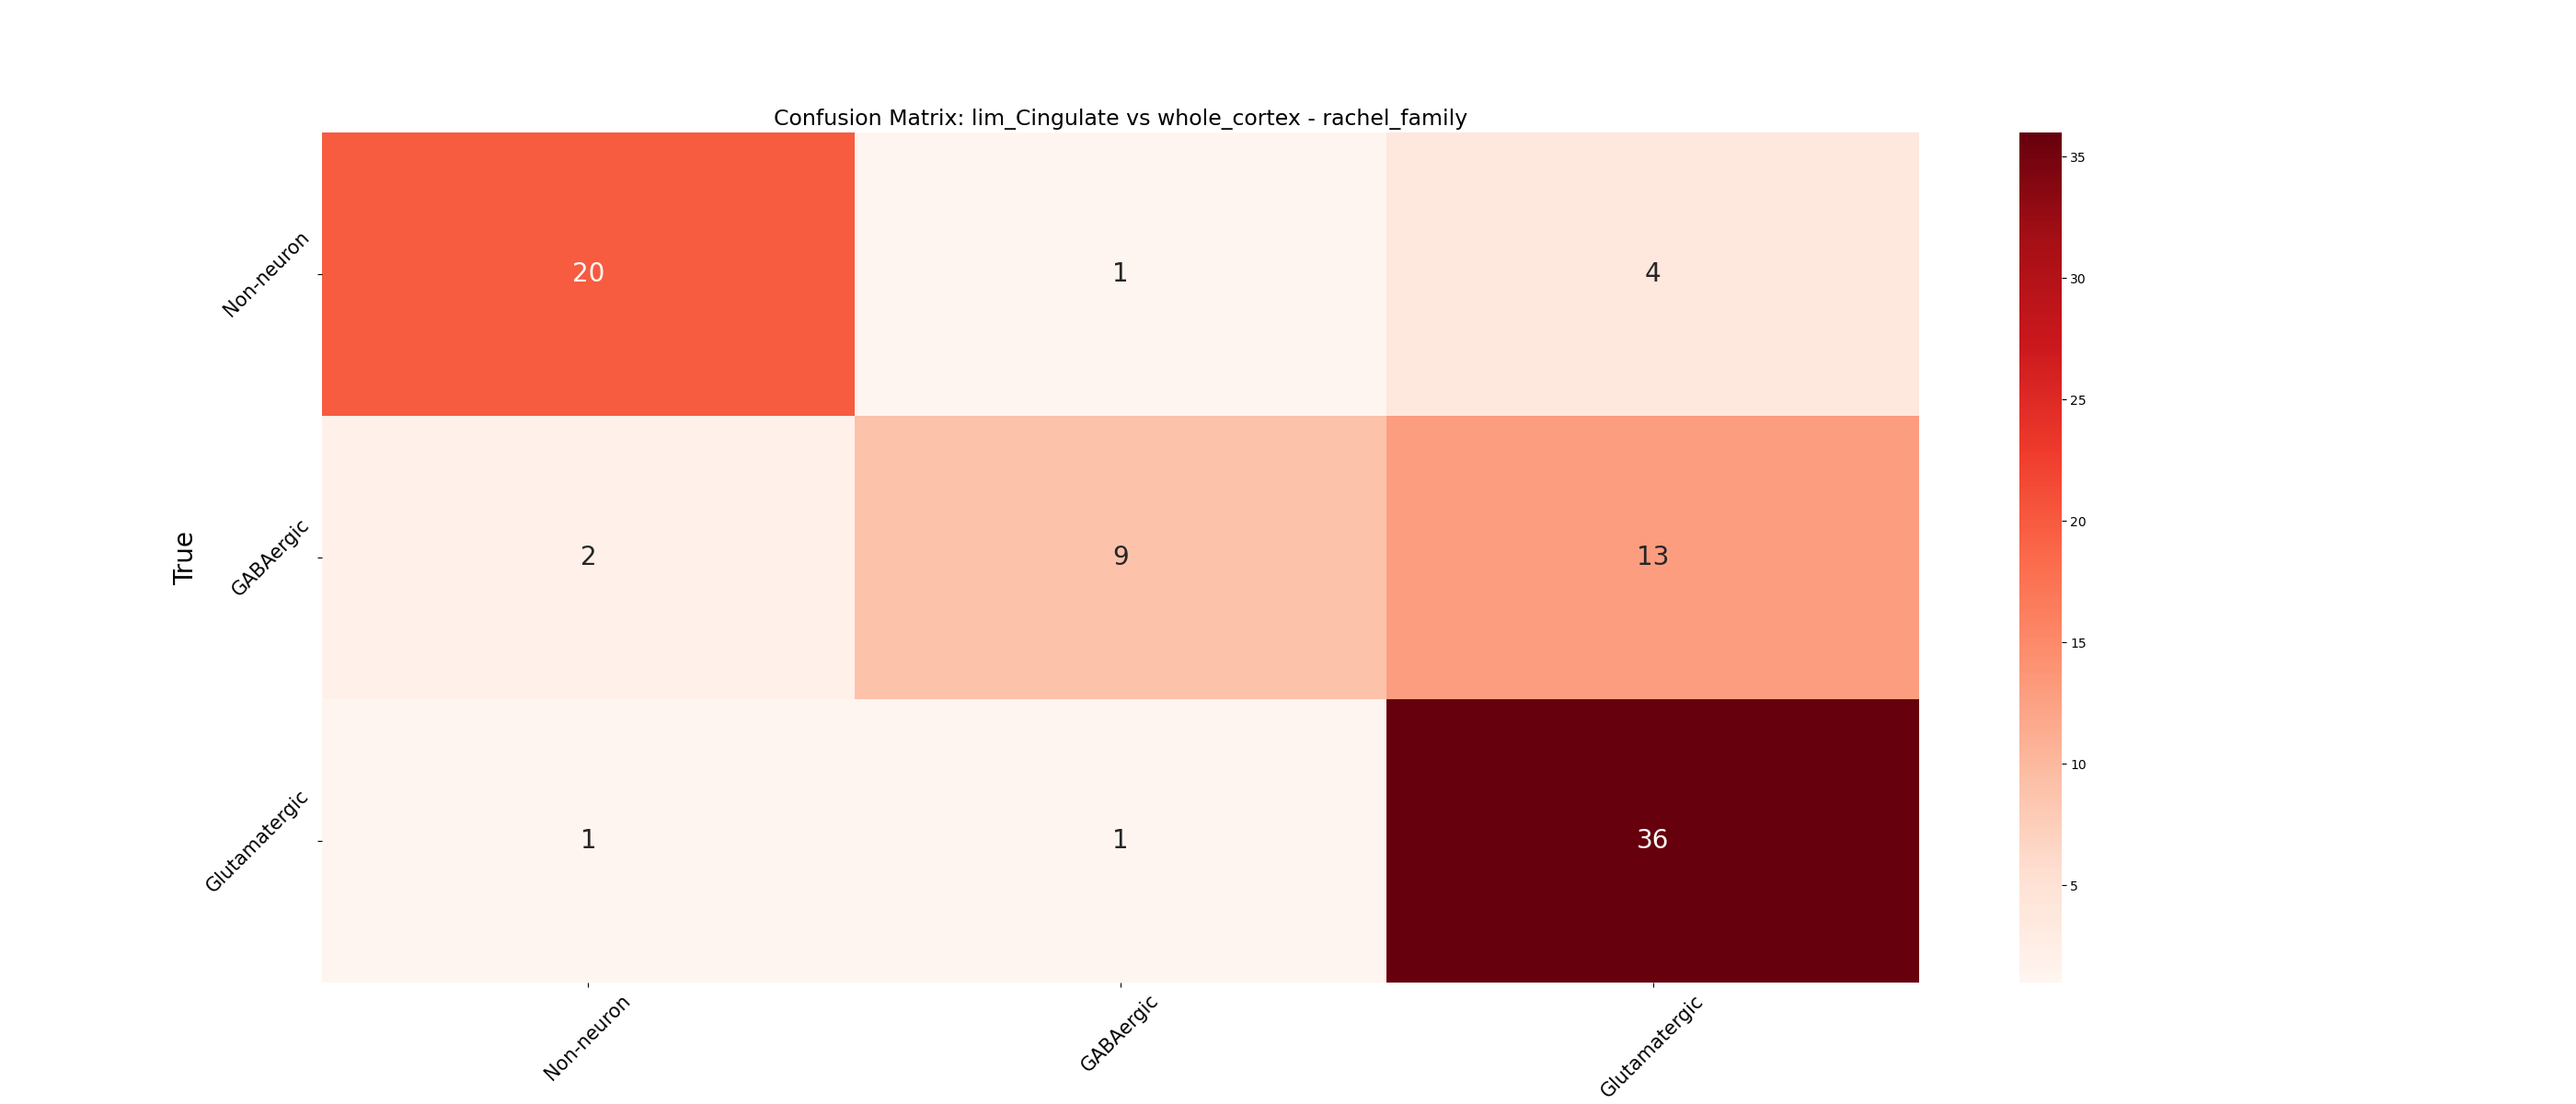 Confusion Matrix: lim_Cingulate vs whole_cortex - rachel_family
True
Non-neuron
20
1
4
GABAergic
2
9
13
Glutamatergic
1
1
36
Non-neuron
GABAergic
Glutamatergic
35
30
25
20
15
10
5